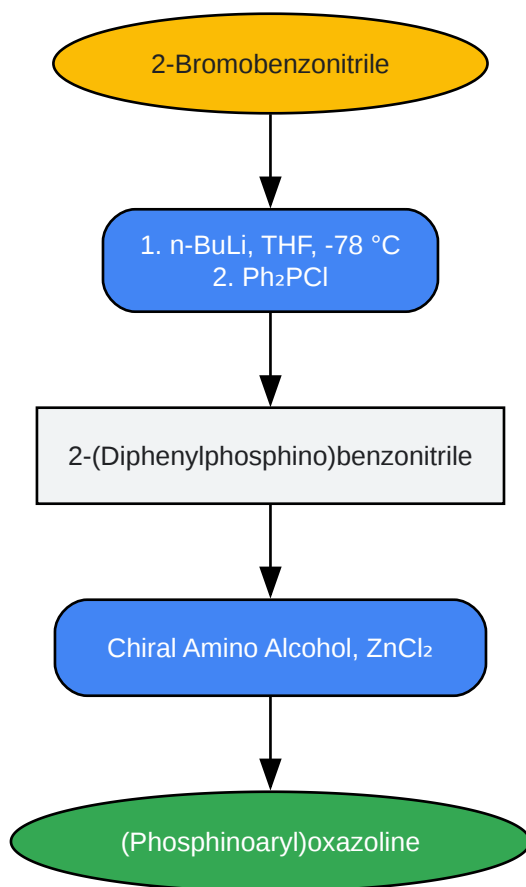 2-Bromobenzonitrile
1. n-BuLi, THF, -78 °C
2. Ph₂PCl
2-(Diphenylphosphino)benzonitrile
Chiral Amino Alcohol, ZnCl₂
(Phosphinoaryl)oxazoline